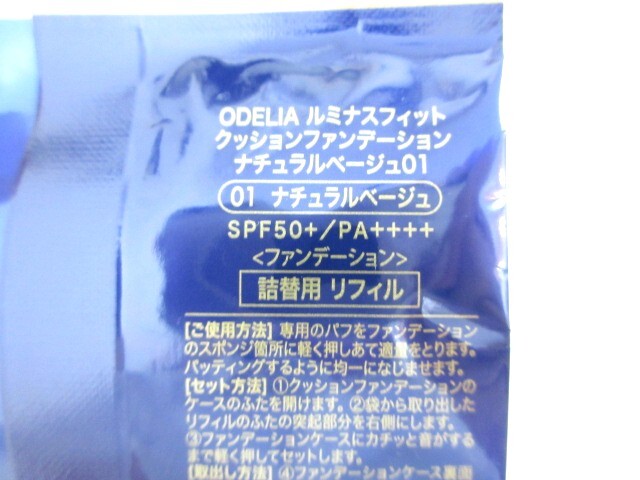 ODELIA ルミナスフィット
クッションファンデーション
ナチュラルベージュ01
01 ナチュラルベージュ
SPF50+/PA++++
<ファンデーション>
詰替用 リフィル
[ご使用方法] 専用のパフをファンデーション
のスポンジ箇所に軽く押しあて適量をとります。
パッティングするように均一になじませます。
[セット方法] ①クッションファンデーションの
ケースのふたを開けます。②袋から取り出した
リフィルのふたの突起部分を右側にします。
③ファンデーションケースにカチッと音がする
まで軽く押してセットします。
[取出し方法] ④ファンデーションケース裏面